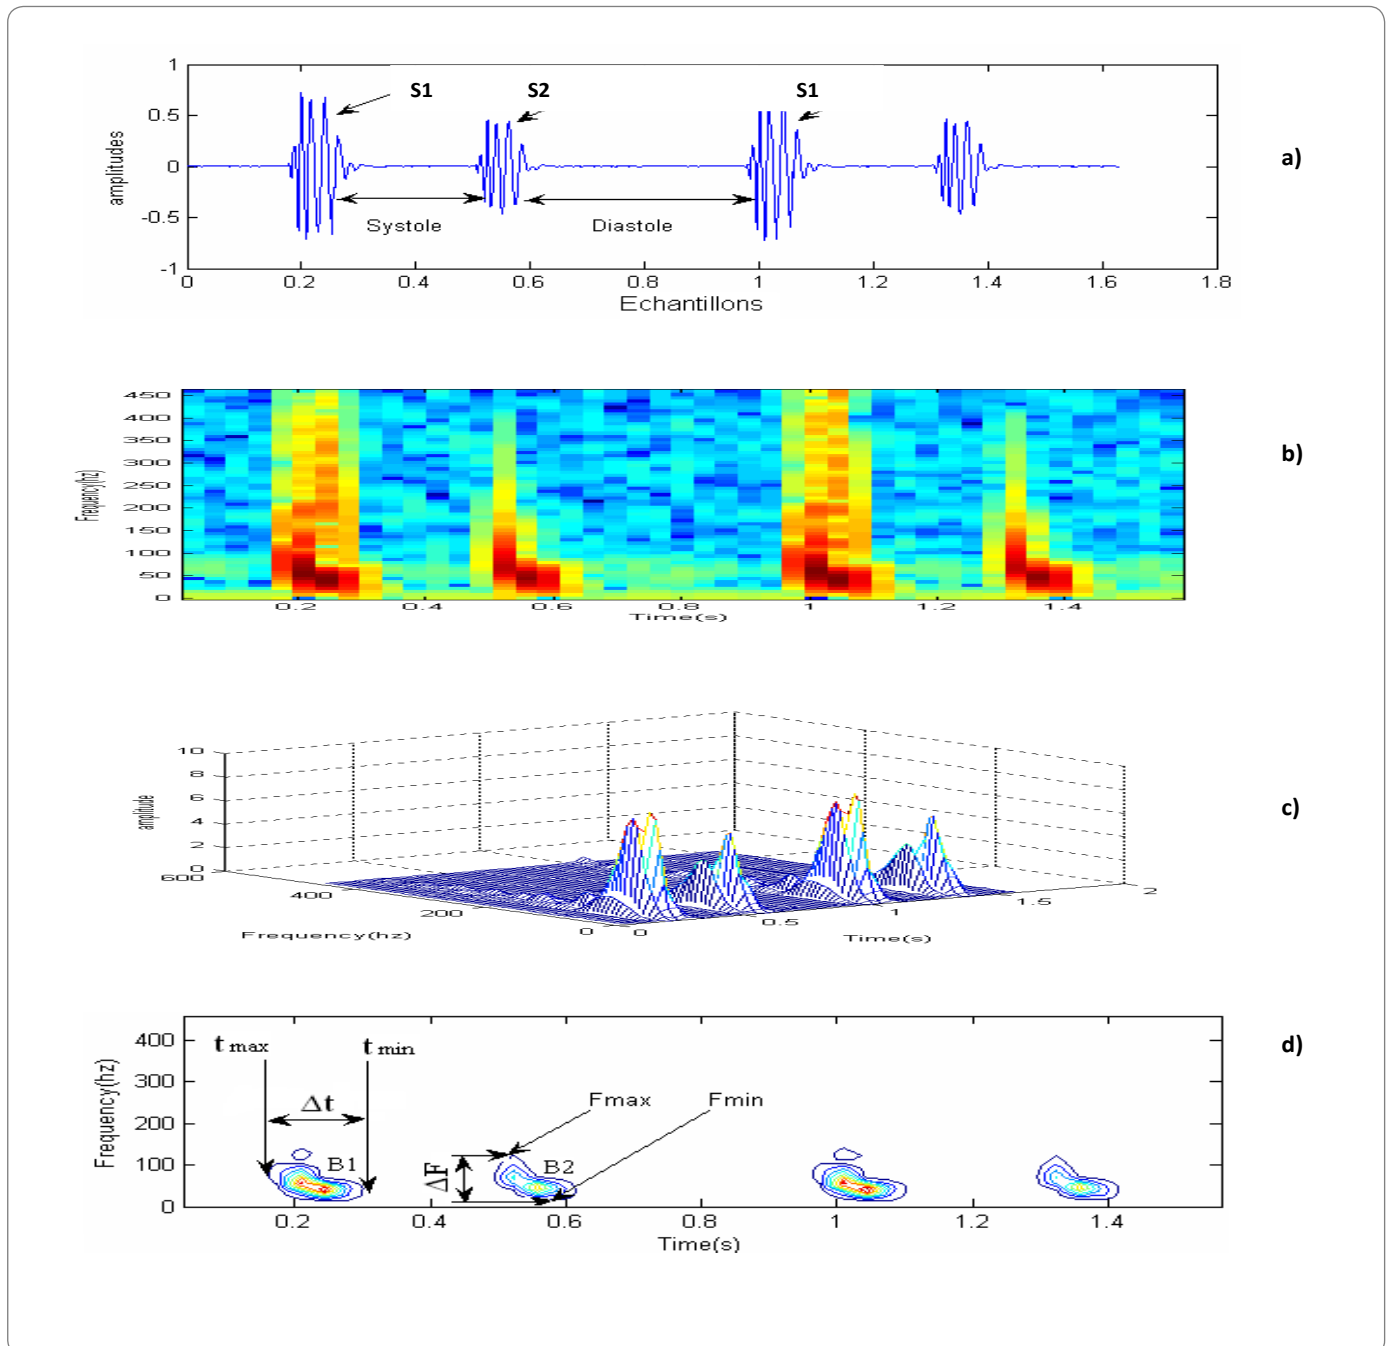 1
S1
S2
S1
0.5
amplitudes
0
a)
-0.5
Systole
Diastole
-1
0
0.2
0.4
0.6
0.8
1
1.2
1.4
1.6
1.8
Echantillons
450
400
350
300
250
200
150
100
50
0
Frequency(hz)
b)
0.2
0.4
0.6
0.8
1
1.2
1.4
Time(s)
10
8
6
4
2
0
amplitude
c)
600
400
200
0
Frequency(hz)
0
0.5
1
1.5
2
Time(s)
400
300
200
100
0
Frequency(hz)
d)
t max
t min
Δt
Fmax
Fmin
B1
ΔF
B2
0.2
0.4
0.6
0.8
1
1.2
1.4
Time(s)